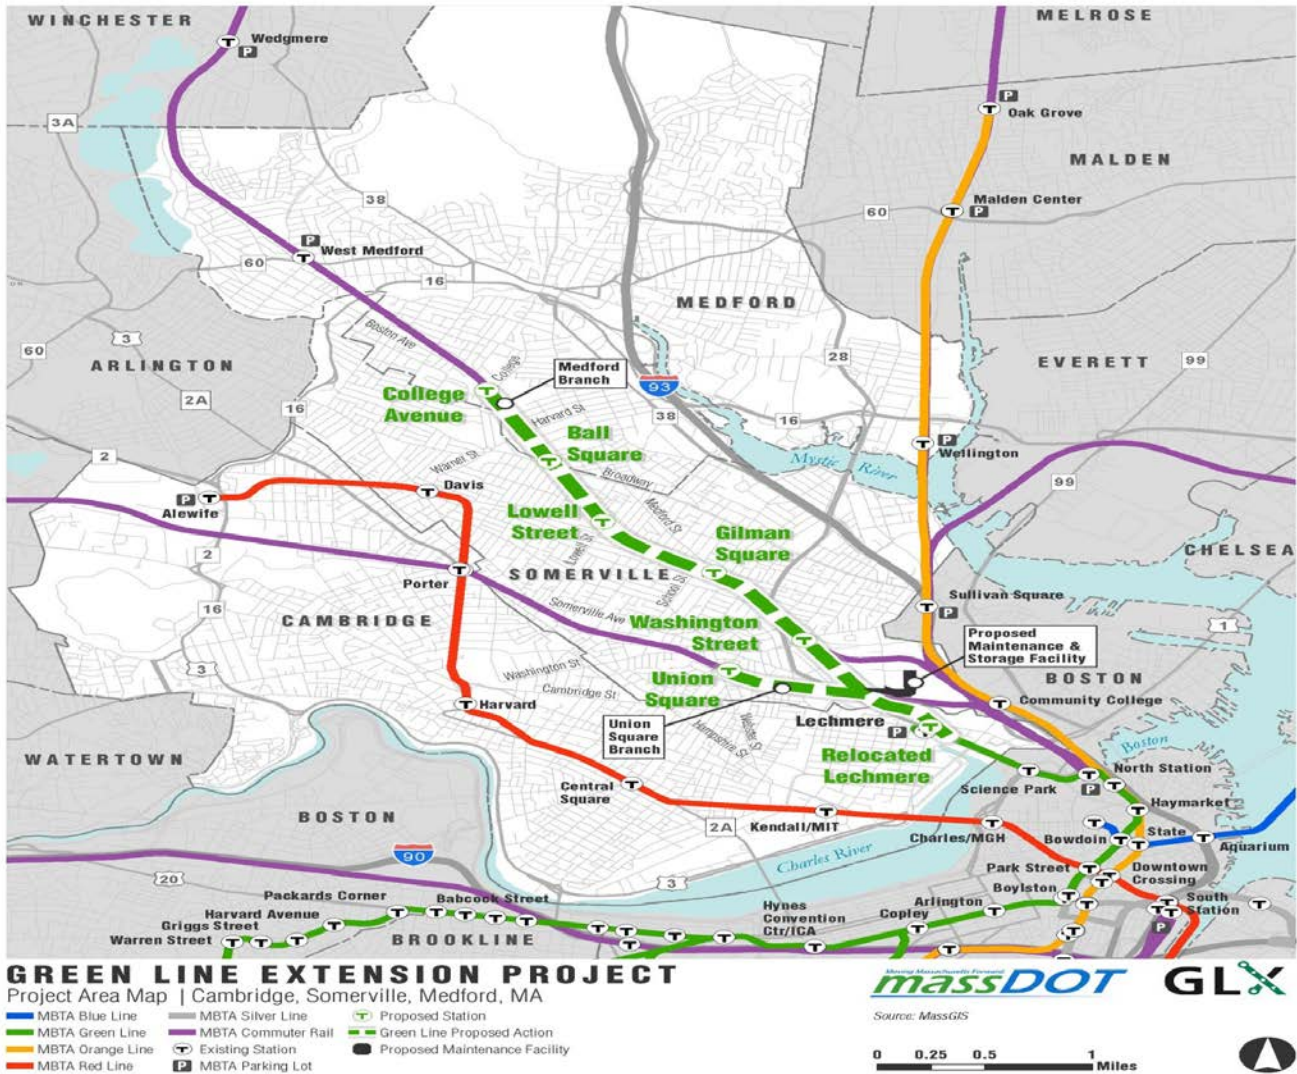 WINCHESTER
MELROSE
Wedgmere
P
P
Oak Grove
3A
MALDEN
38
60
Malden Center
P
P
West Medford
60
16
MEDFORD
Boston Ave
3
60
ARLINGTON
28
EVERETT
99
College
Medford
Branch
93
College
Avenue
2A
16
38
16
Harvard St
Ball
Square
2
Warner St
Broadway
P
Wellington
Mystic River
Davis
99
P
Alewife
Lowell
Street
Medford St
Gilman
Square
2
Lowell St
CHELSEA
Porter
SOMERVILLE
School St
16
Somerville Ave
Sullivan Square
P
CAMBRIDGE
Washington
Street
1
Proposed
Maintenance &
Storage Facility
3
Washington St
Union
Square
BOSTON
Cambridge St
Harvard
Community College
Union
Square
Branch
Hampshire St
Webster St
Lechmere
P
Boston
WATERTOWN
Relocated
Lechmere
North Station
Central
Square
Science Park
P
BOSTON
Haymarket
2A
Kendall/MIT
Charles/MGH
Bowdoin
State
Aquarium
90
Charles River
Park Street
Downtown
Crossing
20
3
Boylston
Packards Corner
Babcock Street
Hynes
Convention
Ctr/ICA
Arlington
Copley
South
Station
P
Harvard Avenue
Griggs Street
Warren Street
BROOKLINE
GREEN LINE EXTENSION PROJECT
Project Area Map | Cambridge, Somerville, Medford, MA
MBTA Blue Line
MBTA Green Line
MBTA Orange Line
MBTA Red Line
MBTA Silver Line
MBTA Commuter Rail
Existing Station
P MBTA Parking Lot
Proposed Station
Green Line Proposed Action
Proposed Maintenance Facility
Moving Massachusetts Forward
massDOT
GLX
Source: MassGIS
0 0.25 0.5 1
Miles